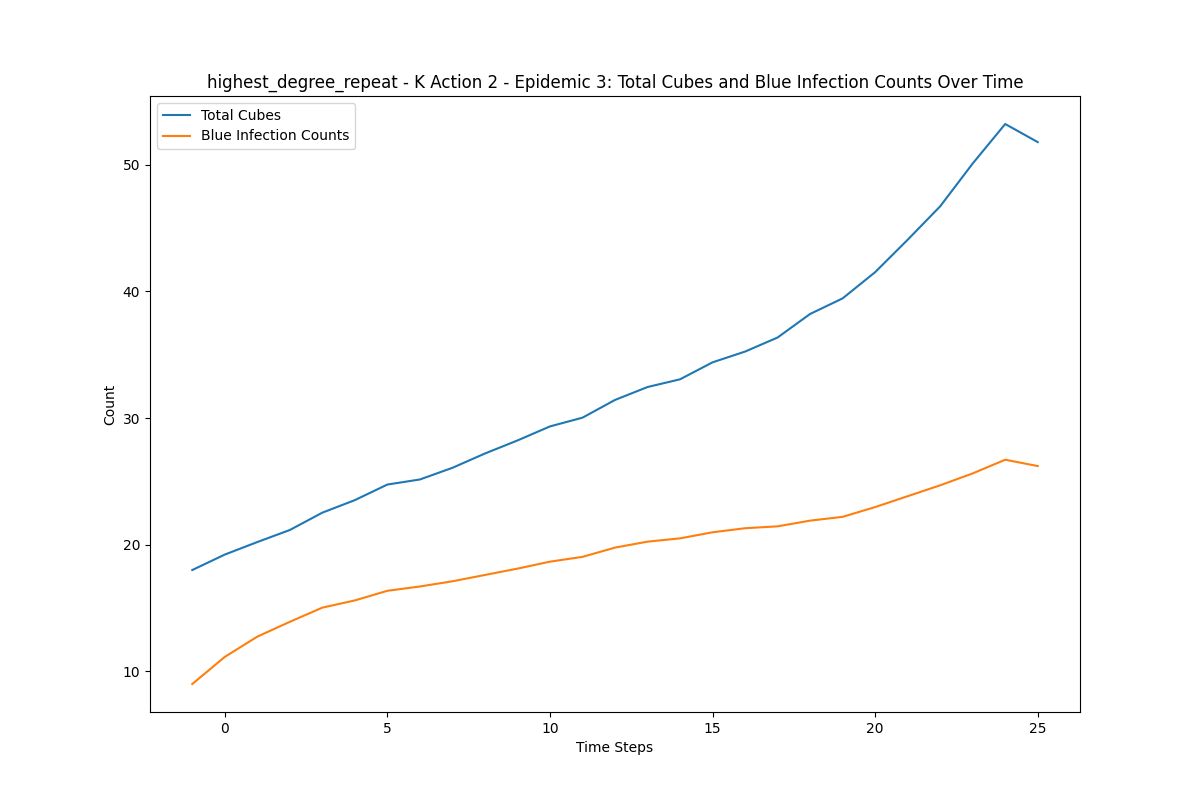 highest_degree_repeat - K Action 2 - Epidemic 3: Total Cubes and Blue Infection Counts Over Time
Total Cubes
Blue Infection Counts
50
40
30
20
10
Count
0 5 10 15 20 25
Time Steps